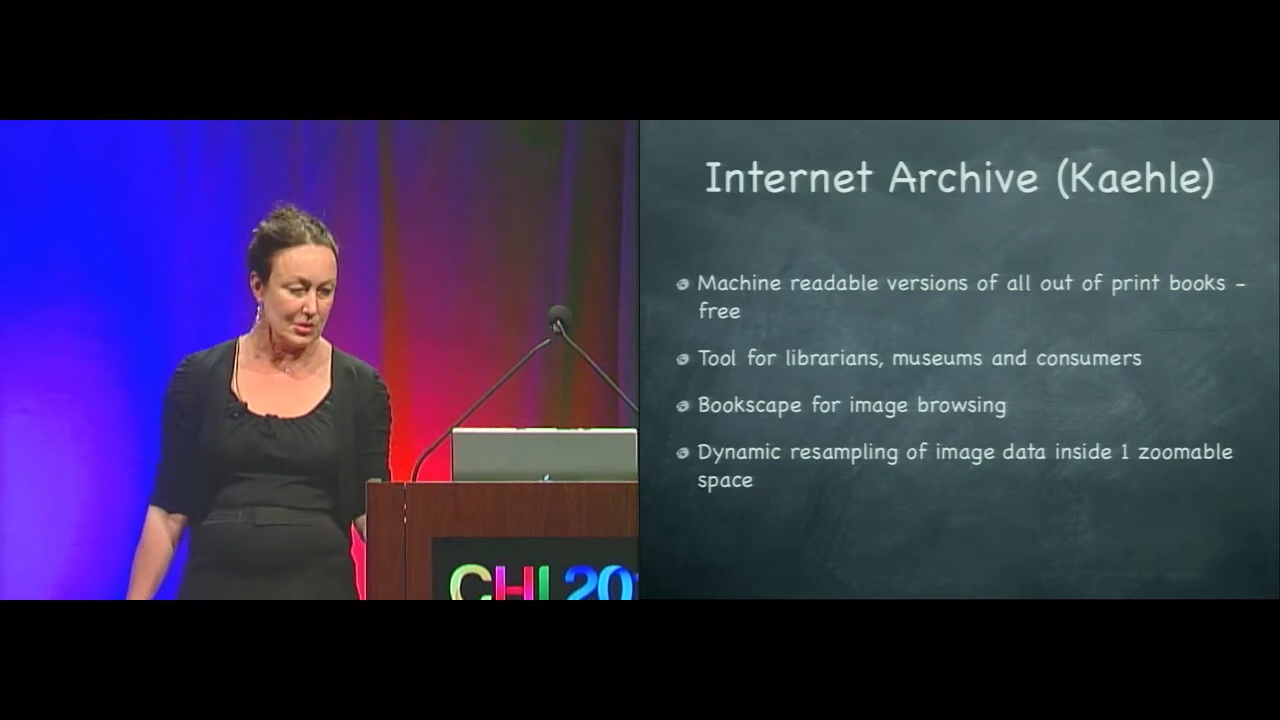 Internet Archive (Kaehle)
Machine readable versions of all out of print books -
free
Tool for librarians, museums and consumers
Bookscape for image browsing
Dynamic resampling of image data inside 1 zoomable
space
CHI 20